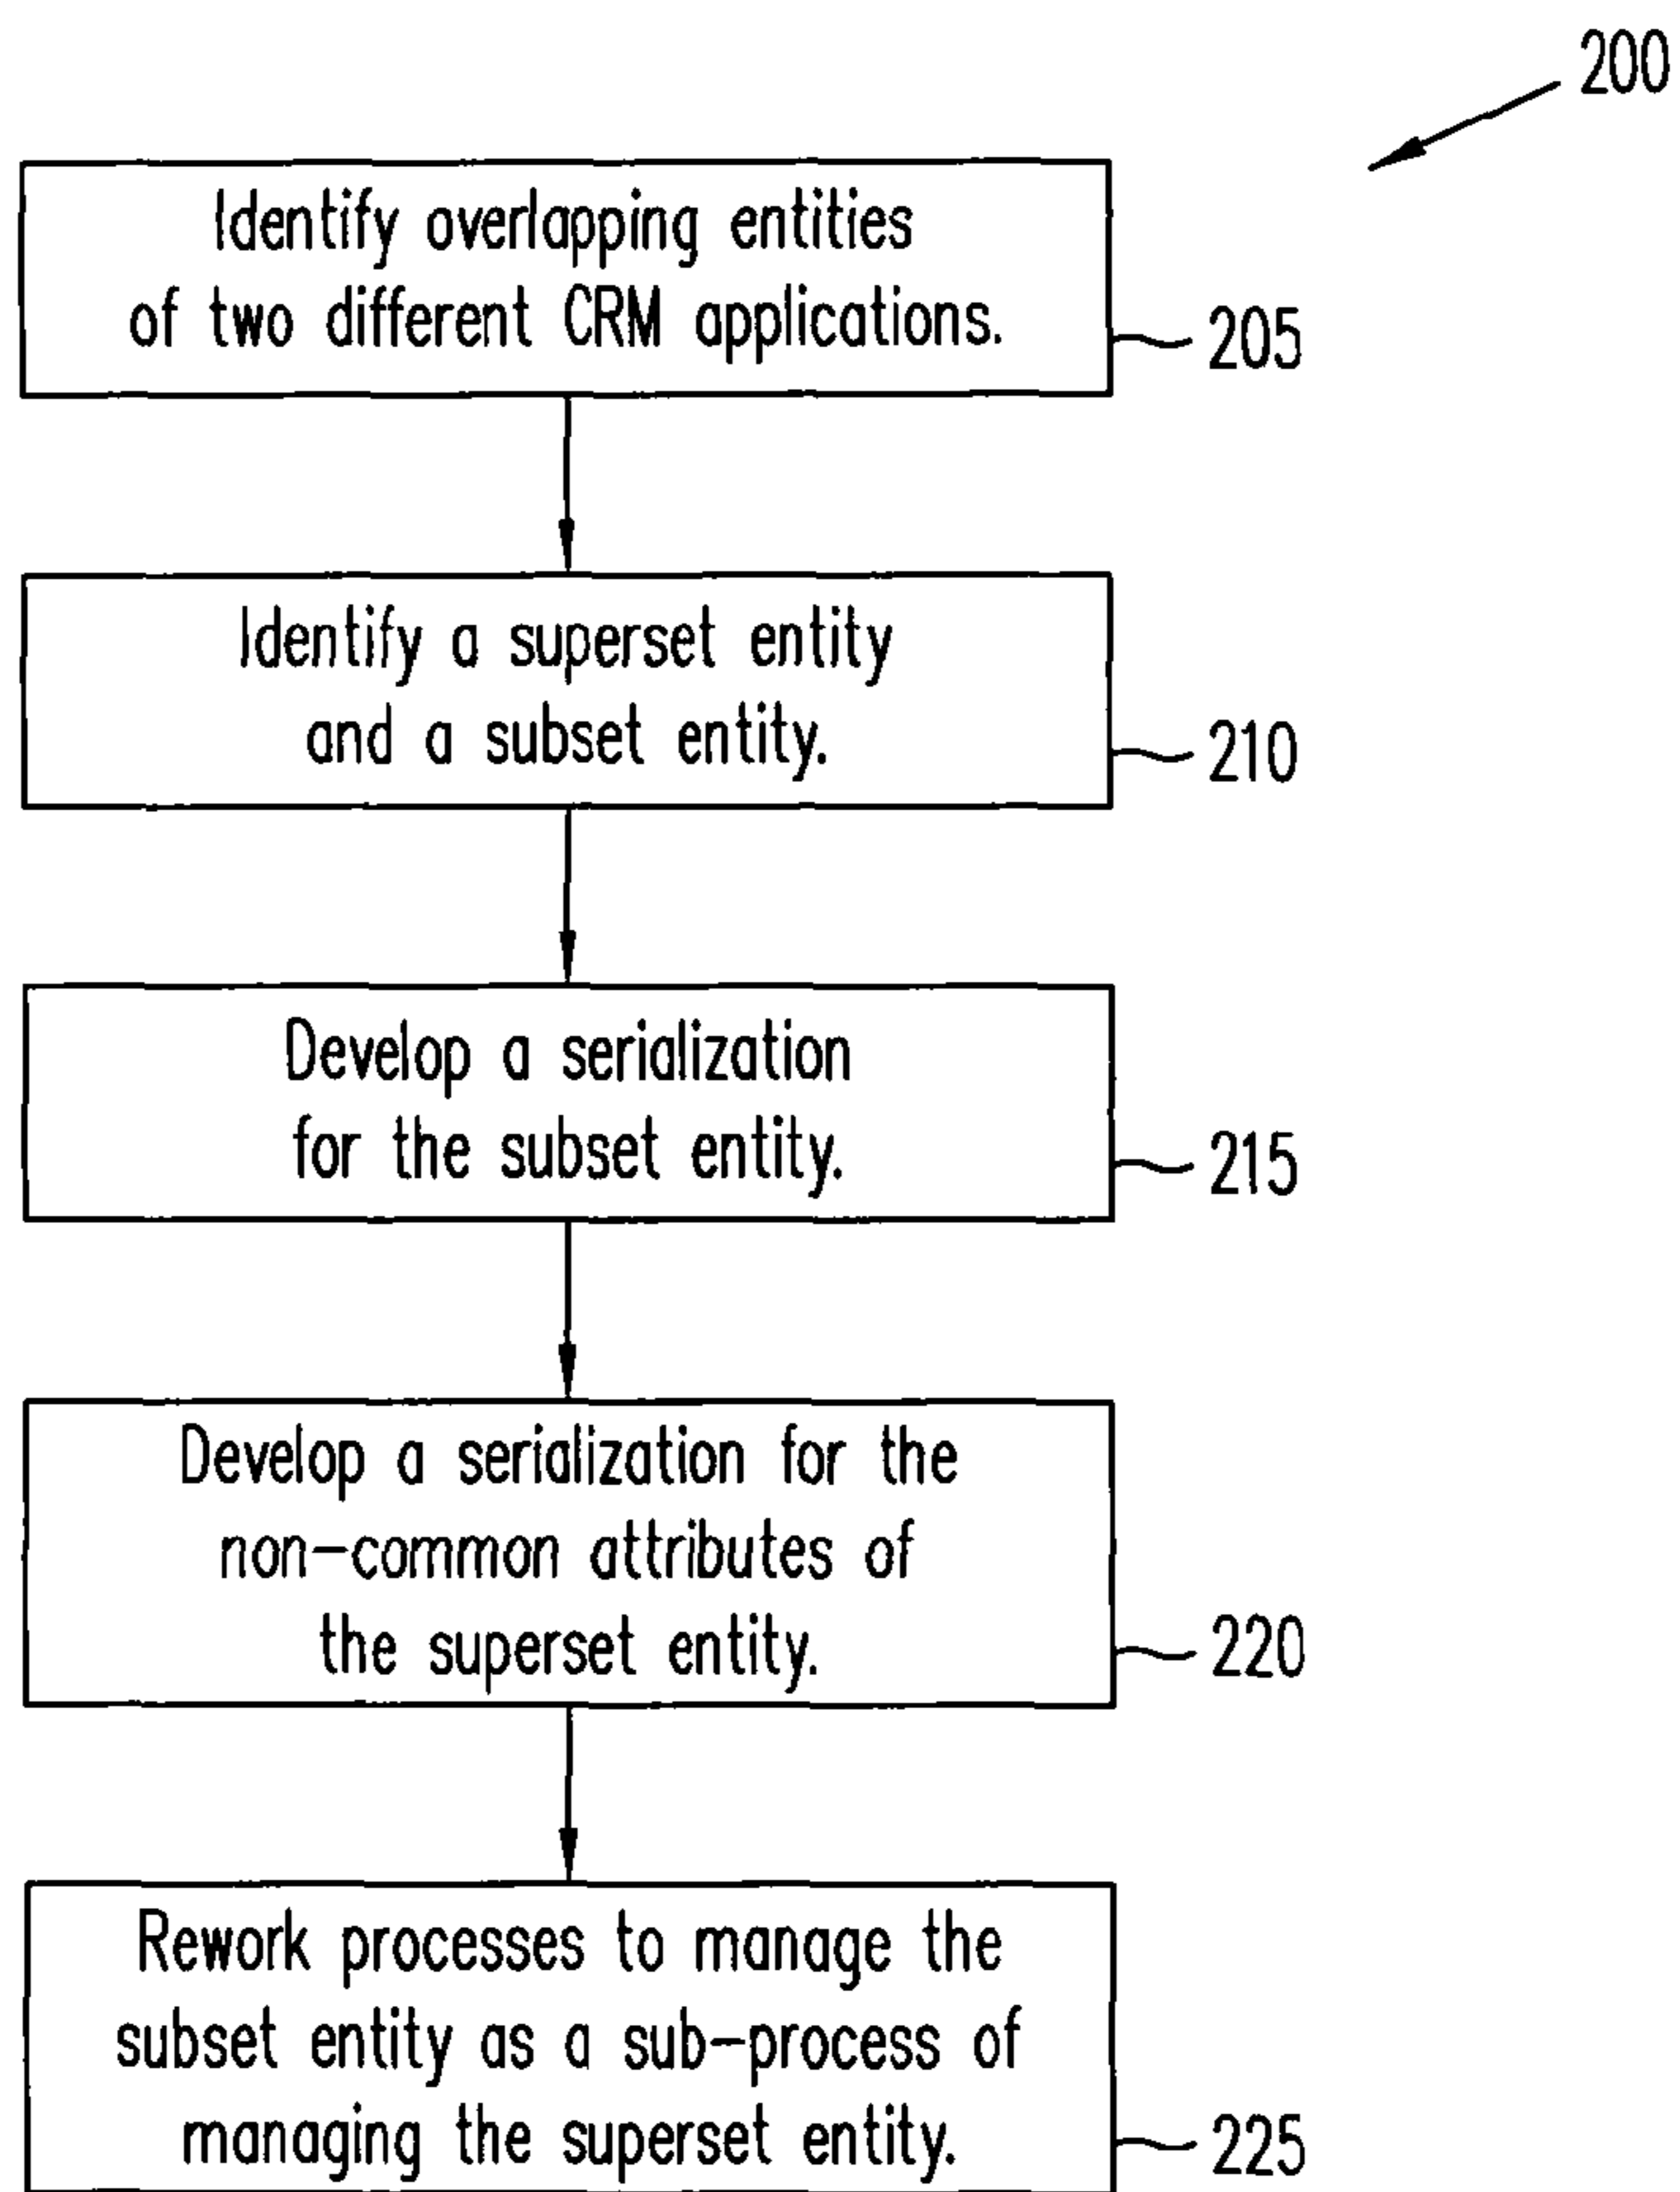 200
Identify overlapping entities
of two different CRM applications.
205
Identify a superset entity
and a subset entity.
210
Develop a serialization
for the subset entity.
215
Develop a serialization for the
non-common attributes of
the superset entity.
220
Rework processes to manage the
subset entity as a sub-process of
managing the superset entity.
225